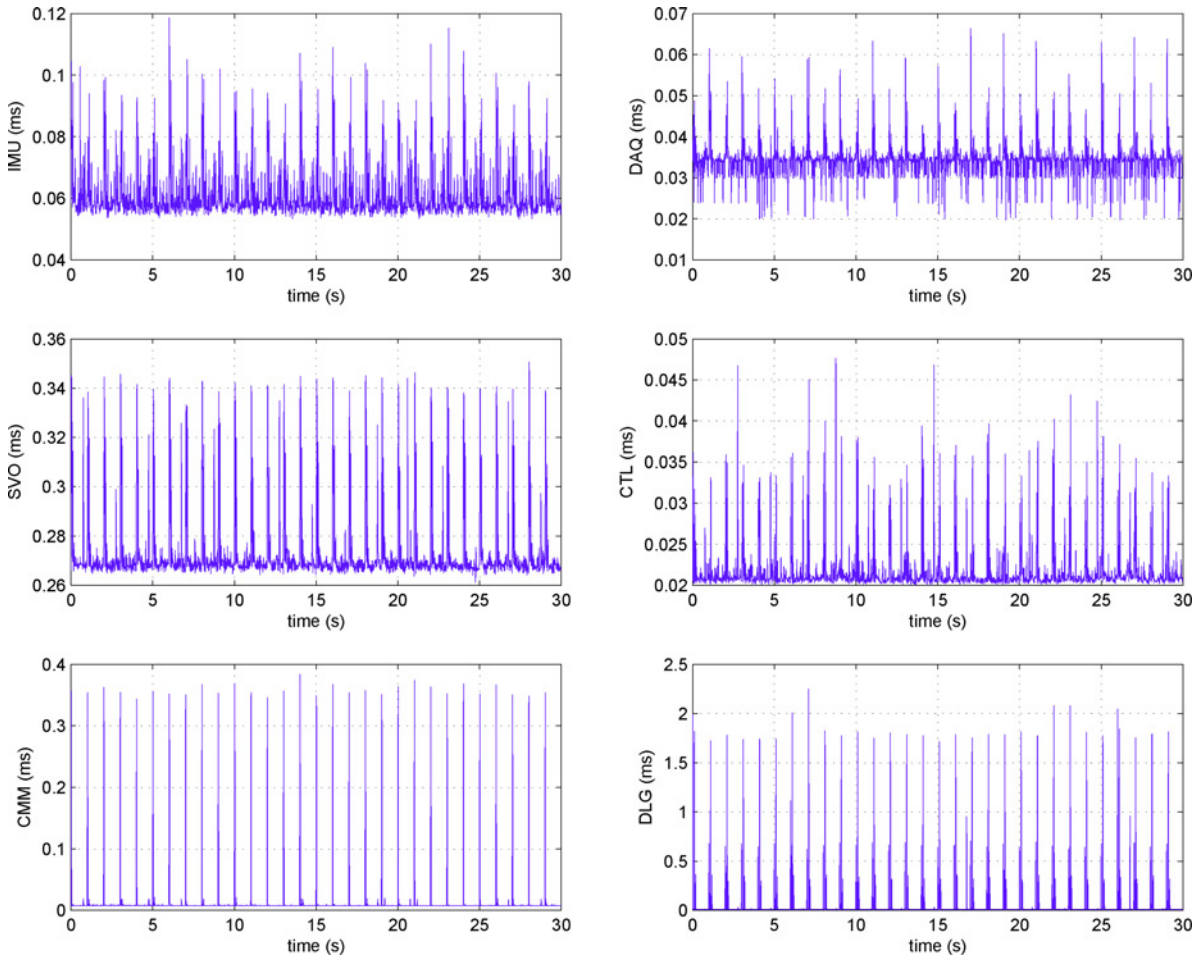 IMU (ms)
0.12
0.1
0.08
0.06
0.04
0 5 10 15 20 25 30
time (s)
DAQ (ms)
0.07
0.06
0.05
0.04
0.03
0.02
0.01
0 5 10 15 20 25 30
time (s)
SVO (ms)
0.36
0.34
0.32
0.3
0.28
0.26
0 5 10 15 20 25 30
time (s)
CTL (ms)
0.05
0.045
0.04
0.035
0.03
0.025
0.02
0 5 10 15 20 25 30
time (s)
CMM (ms)
0.4
0.3
0.2
0.1
0
0 5 10 15 20 25 30
time (s)
DLG (ms)
2.5
2
1.5
1
0.5
0
0 5 10 15 20 25 30
time (s)